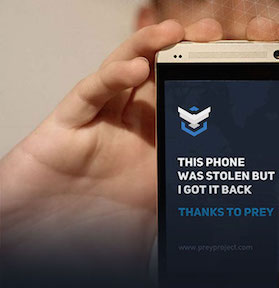 THIS PHONE
WAS STOLEN BUT
I GOT IT BACK
THANKS TO PREY
www.preyproject.com